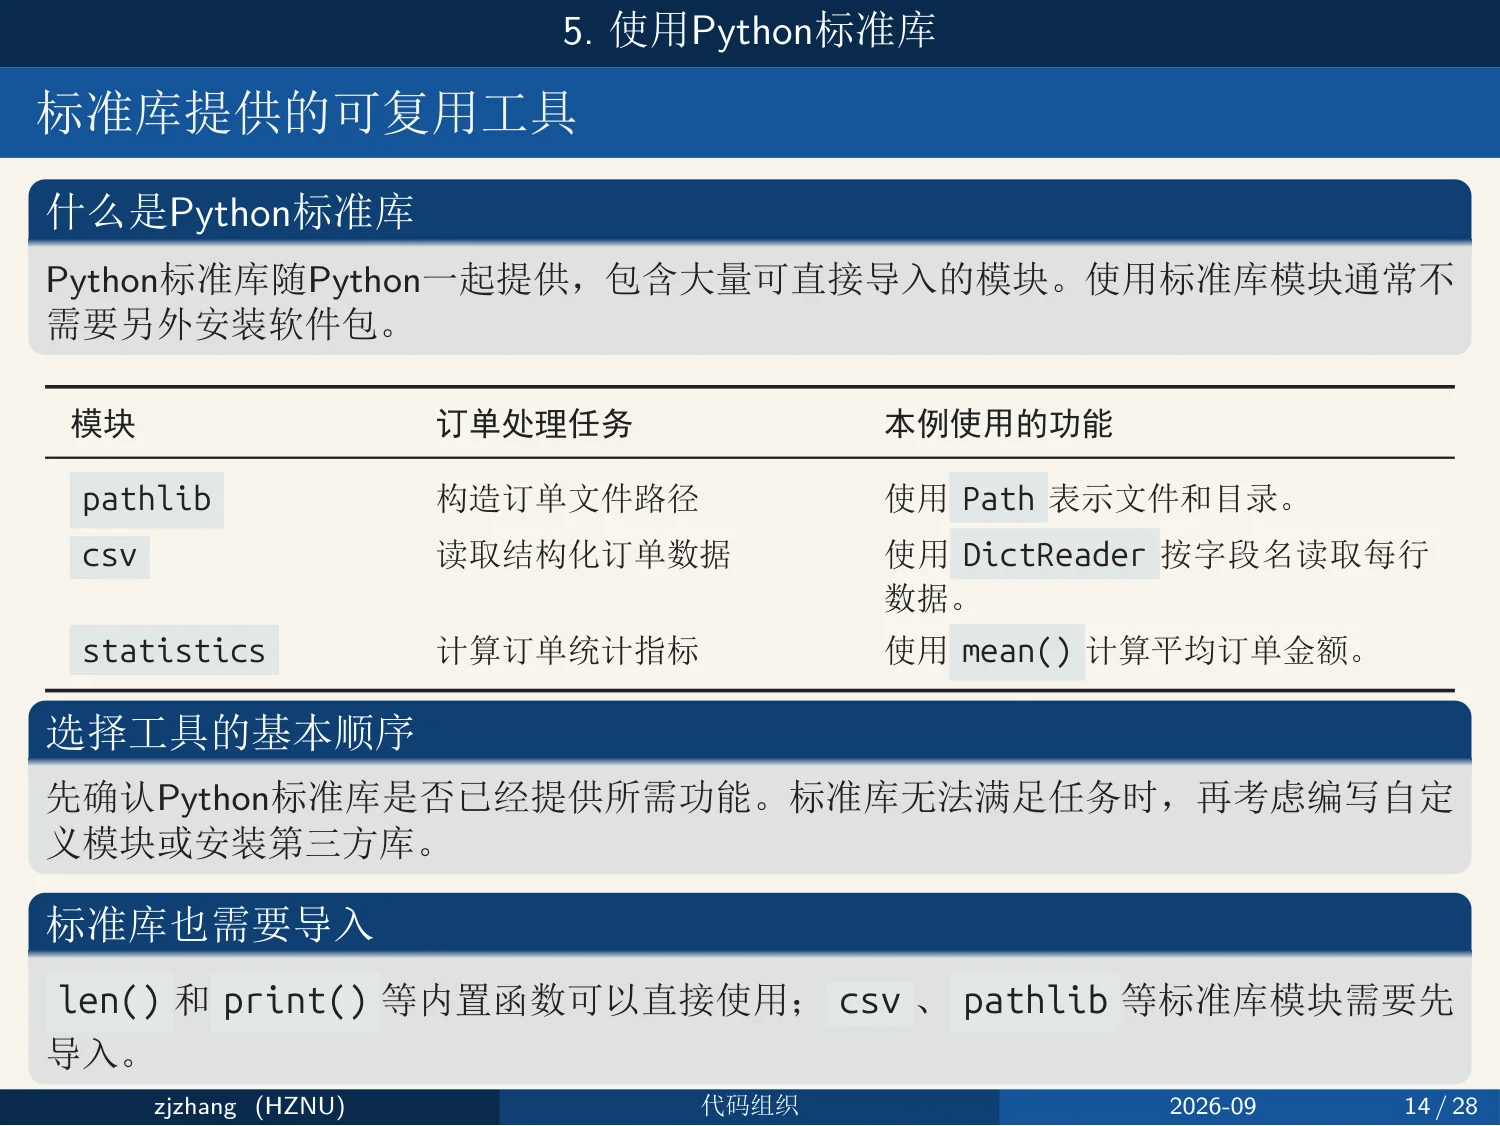 5. 使用Python标准库
标准库提供的可复用工具
什么是Python标准库
Python标准库随Python一起提供，包含大量可直接导入的模块。使用标准库模块通常不
需要另外安装软件包。
模块 订单处理任务 本例使用的功能
pathlib 构造订单文件路径 使用 Path 表示文件和目录。
csv 读取结构化订单数据 使用 DictReader 按字段名读取每行
数据。
statistics 计算订单统计指标 使用 mean() 计算平均订单金额。
选择工具的基本顺序
先确认Python标准库是否已经提供所需功能。标准库无法满足任务时，再考虑编写自定
义模块或安装第三方库。
标准库也需要导入
len() 和 print() 等内置函数可以直接使用； csv 、 pathlib 等标准库模块需要先
导入。
zjzhang (HZNU) 代码组织 2026-09 14 / 28